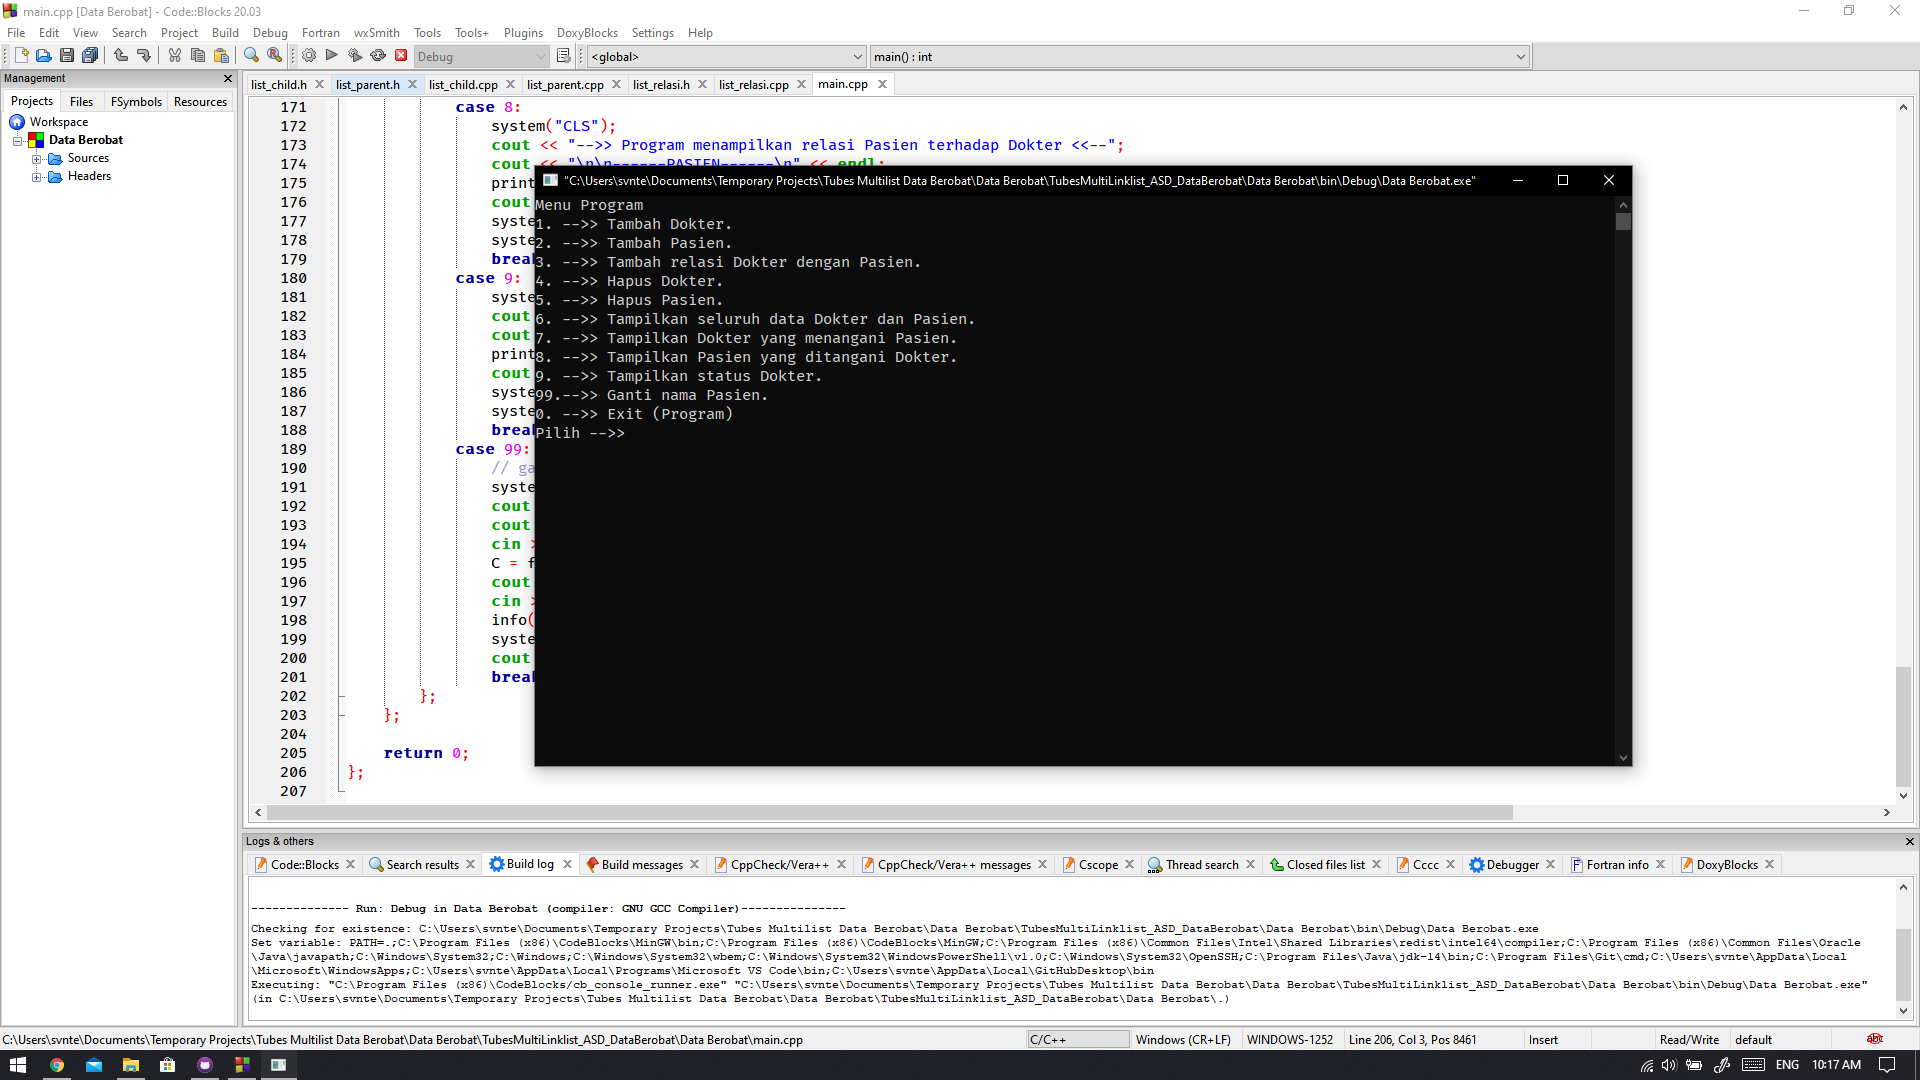 main.cpp [Data Berobat] - Code::Blocks 20.03
File Edit View Search Project Build Debug Fortran wxSmith Tools Tools+ Plugins DoxyBlocks Settings Help
Debug <global> main() : int
Management
Projects Files FSymbols Resources
Workspace
Data Berobat
Sources
Headers
list_child.h list_parent.h list_child.cpp list_parent.cpp list_relasi.h list_relasi.cpp main.cpp
171 case 8:
172 system("CLS");
173 cout << "-->> Program menampilkan relasi Pasien terhadap Dokter <<--";
174 cout << "\n\n------PASIEN------\n" << endl;
175 print
176 cout
177 syste
178 syste
179 break
180 case 9:
181 syste
182 cout
183 cout
184 print
185 cout
186 syste
187 syste
188 break
189 case 99:
190 // ga
191 syste
192 cout
193 cout
194 cin >
195 C = f
196 cout
197 cin >
198 info(
199 syste
200 cout
201 break
202 };
203 };
204
205 return 0;
206 };
207
"C:\Users\svnte\Documents\Temporary Projects\Tubes Multilist Data Berobat\Data Berobat\TubesMultiLinklist_ASD_DataBerobat\Data Berobat\bin\Debug\Data Berobat.exe"
Menu Program
1. -->> Tambah Dokter.
2. -->> Tambah Pasien.
3. -->> Tambah relasi Dokter dengan Pasien.
4. -->> Hapus Dokter.
5. -->> Hapus Pasien.
6. -->> Tampilkan seluruh data Dokter dan Pasien.
7. -->> Tampilkan Dokter yang menangani Pasien.
8. -->> Tampilkan Pasien yang ditangani Dokter.
9. -->> Tampilkan status Dokter.
99.-->> Ganti nama Pasien.
0. -->> Exit (Program)
Pilih -->>
Logs & others
Code::Blocks Search results Build log Build messages CppCheck/Vera++ CppCheck/Vera++ messages Cscope Thread search Closed files list Cccc Debugger Fortran info DoxyBlocks
-------------- Run: Debug in Data Berobat (compiler: GNU GCC Compiler)---------------
Checking for existence: C:\Users\svnte\Documents\Temporary Projects\Tubes Multilist Data Berobat\Data Berobat\TubesMultiLinklist_ASD_DataBerobat\Data Berobat\bin\Debug\Data Berobat.exe
Set variable: PATH=.;C:\Program Files (x86)\CodeBlocks\MinGW\bin;C:\Program Files (x86)\CodeBlocks\MinGW;C:\Program Files (x86)\Common Files\Intel\Shared Libraries\redist\intel64\compiler;C:\Program Files (x86)\Common Files\Oracle
\Java\javapath;C:\Windows\System32;C:\Windows;C:\Windows\System32\wbem;C:\Windows\System32\WindowsPowerShell\v1.0;C:\Windows\System32\OpenSSH;C:\Program Files\Java\jdk-14\bin;C:\Program Files\Git\cmd;C:\Users\svnte\AppData\Local
\Microsoft\WindowsApps;C:\Users\svnte\AppData\Local\Programs\Microsoft VS Code\bin;C:\Users\svnte\AppData\Local\GitHubDesktop\bin
Executing: "C:\Program Files (x86)\CodeBlocks/cb_console_runner.exe" "C:\Users\svnte\Documents\Temporary Projects\Tubes Multilist Data Berobat\Data Berobat\TubesMultiLinklist_ASD_DataBerobat\Data Berobat\bin\Debug\Data Berobat.exe"
(in C:\Users\svnte\Documents\Temporary Projects\Tubes Multilist Data Berobat\Data Berobat\TubesMultiLinklist_ASD_DataBerobat\Data Berobat\.)
C:\Users\svnte\Documents\Temporary Projects\Tubes Multilist Data Berobat\Data Berobat\TubesMultiLinklist_ASD_DataBerobat\Data Berobat\main.cpp C/C++ Windows (CR+LF) WINDOWS-1252 Line 206, Col 3, Pos 8461 Insert Read/Write default
ENG 10:17 AM